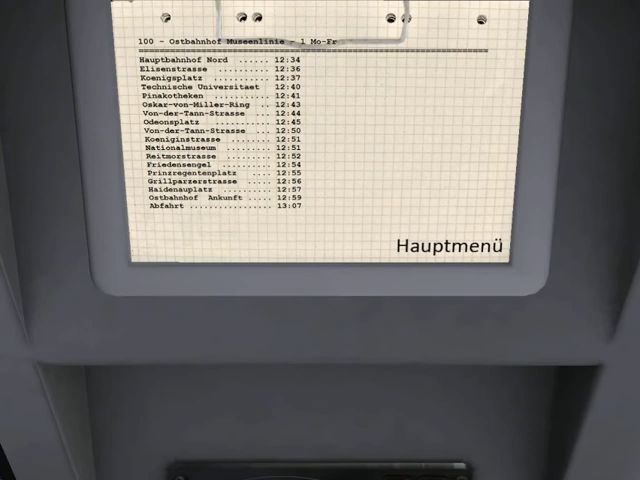 100 - Ostbahnhof Museenlinie - 1 Mo-Fr
==================================================
Hauptbahnhof Nord ...... 12:34
Elisenstrasse .......... 12:36
Koenigsplatz ........... 12:37
Technische Universitaet 12:40
Pinakotheken ........... 12:41
Oskar-von-Miller-Ring .. 12:43
Von-der-Tann-Strasse ... 12:44
Odeonsplatz ............ 12:45
Von-der-Tann-Strasse ... 12:50
Koeniginstrasse ........ 12:51
Nationalmuseum ......... 12:51
Reitmorstrasse ......... 12:52
Friedensengel .......... 12:54
Prinzregentenplatz .... 12:55
Grillparzerstrasse ..... 12:56
Haidenauplatz .......... 12:57
Ostbahnhof Ankunft ..... 12:59
Abfahrt ................ 13:07
Hauptmenü